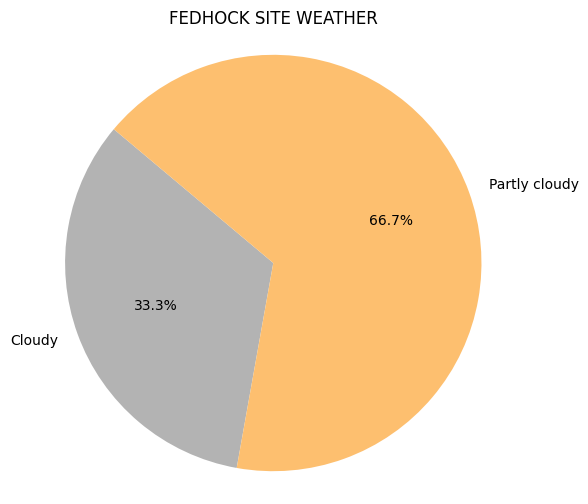 FEDHOCK SITE WEATHER
Partly cloudy
66.7%
33.3%
Cloudy